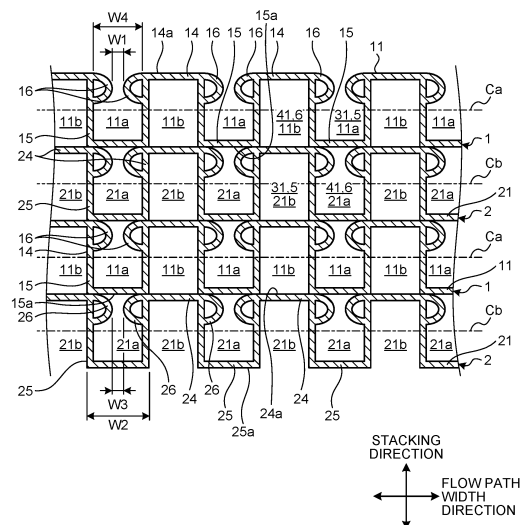 W4
W1
14a 14 16 16 14 15a 16 15 11
15
Ca
16
11b 11a 11b 11a 41.6 11b 31.5 11a 11b 11a
15
1
24
Cb
21b 21a 21b 21a 31.5 21b 41.6 21a 21b 21a
25
21
2
16
14
Ca
15
11b 11a 11b 11a 11b 11a 11b 11a
11
15a
1
26
Cb
21b 21a 21b 21a 21b 21a 21b 21a
21
25
2
W3
W2
26 24 26 25 24a 24 25
25a
STACKING
DIRECTION
FLOW PATH
WIDTH
DIRECTION